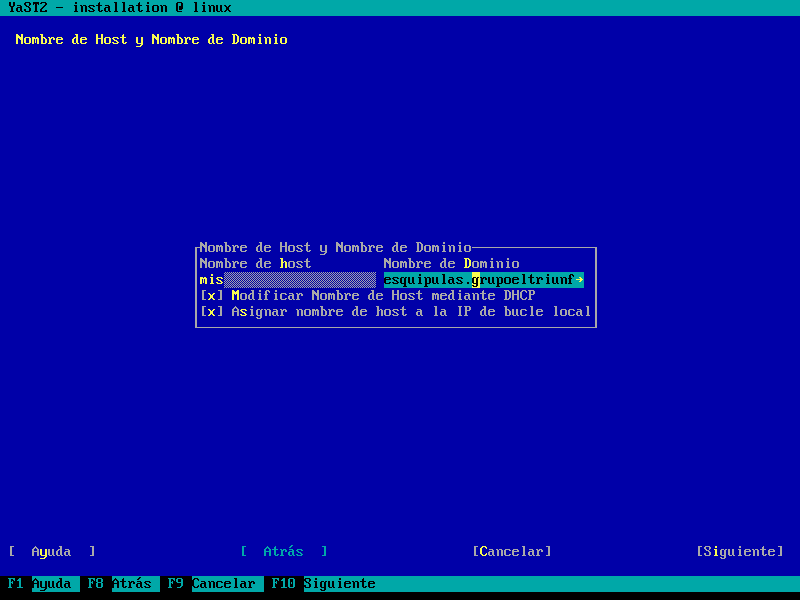 YaST2 - installation @ linux
Nombre de Host y Nombre de Dominio
Nombre de Host y Nombre de Dominio
Nombre de host Nombre de Dominio
mis esquipulas.grupoeltriunf→
[x] Modificar Nombre de Host mediante DHCP
[x] Asignar nombre de host a la IP de bucle local
[ Ayuda ] [ Atrás ] [Cancelar] [Siguiente]
F1 Ayuda F8 Atrás F9 Cancelar F10 Siguiente